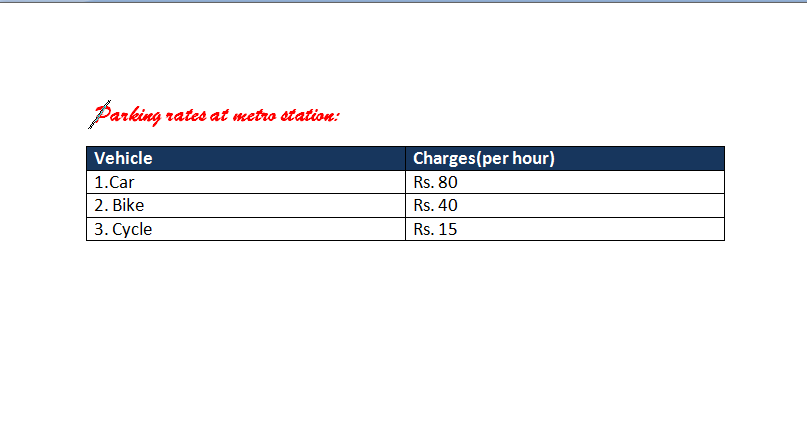 Parking rates at metro station:
Vehicle Charges(per hour)
1.Car Rs. 80
2. Bike Rs. 40
3. Cycle Rs. 15